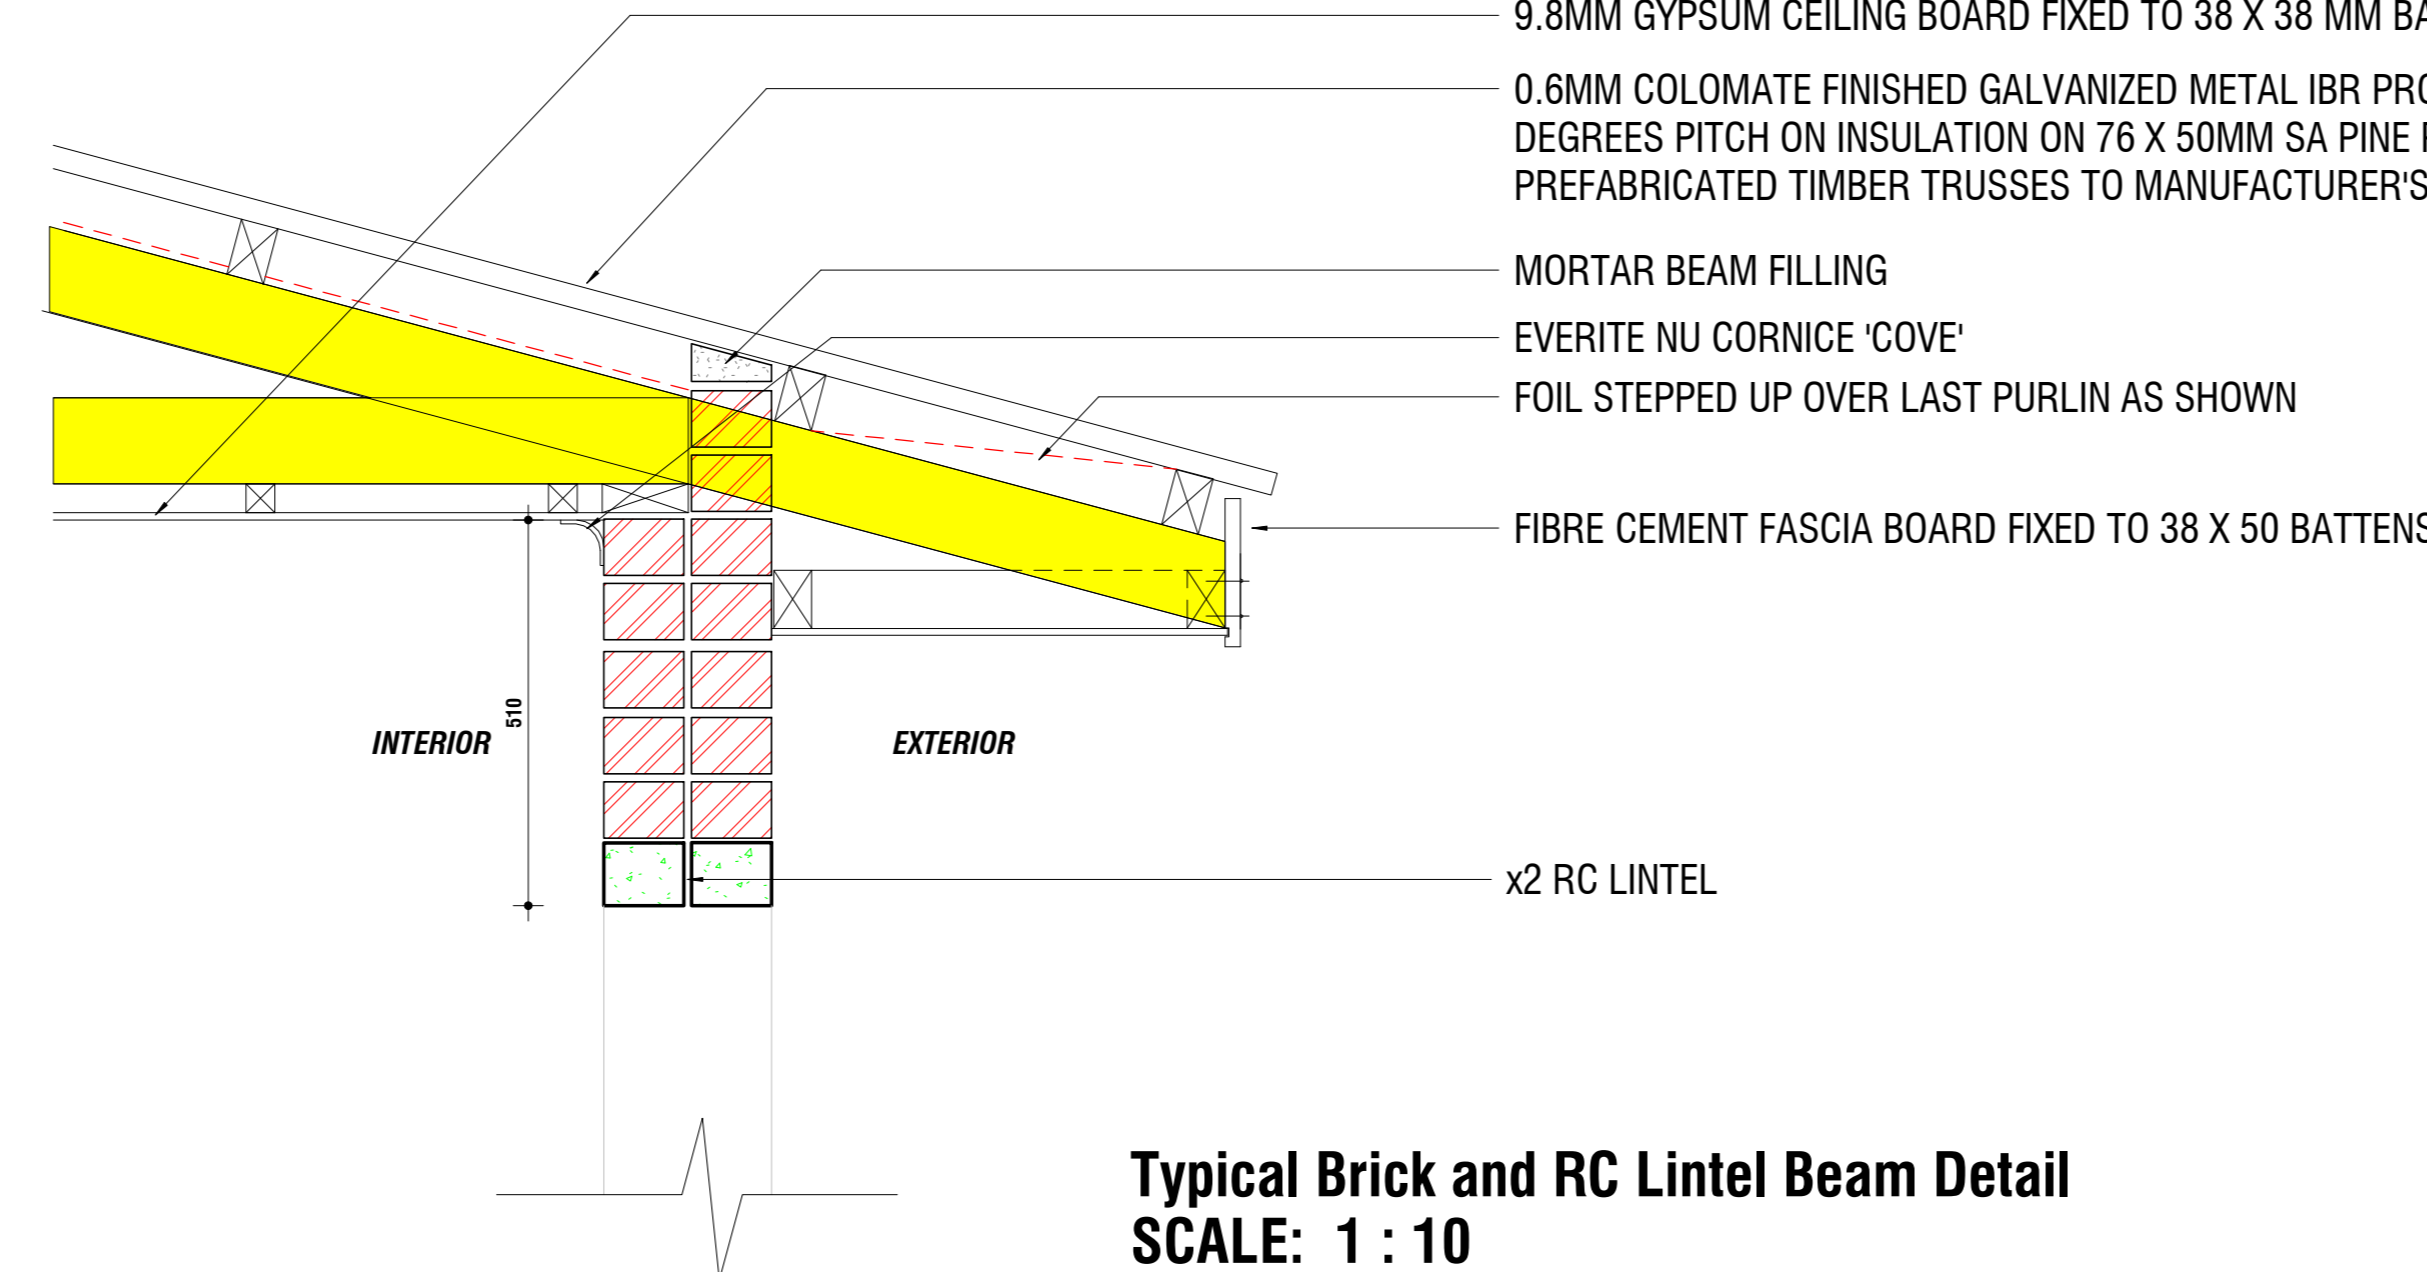 9.8MM GYPSUM CEILING BOARD FIXED TO 38 X 38 MM
0.6MM COLOMATE FINISHED GALVANIZED METAL IBR
DEGREES PITCH ON INSULATION ON 76 X 50MM SA PINE
PREFABRICATED TIMBER TRUSSES TO MANUFACTURER'S
MORTAR BEAM FILLING
EVERITE NU CORNICE 'COVE'
FOIL STEPPED UP OVER LAST PURLIN AS SHOWN
FIBRE CEMENT FASCIA BOARD FIXED TO 38 X 50 BATTENS
510
INTERIOR
EXTERIOR
x2 RC LINTEL
Typical Brick and RC Lintel Beam Detail
SCALE: 1 : 10